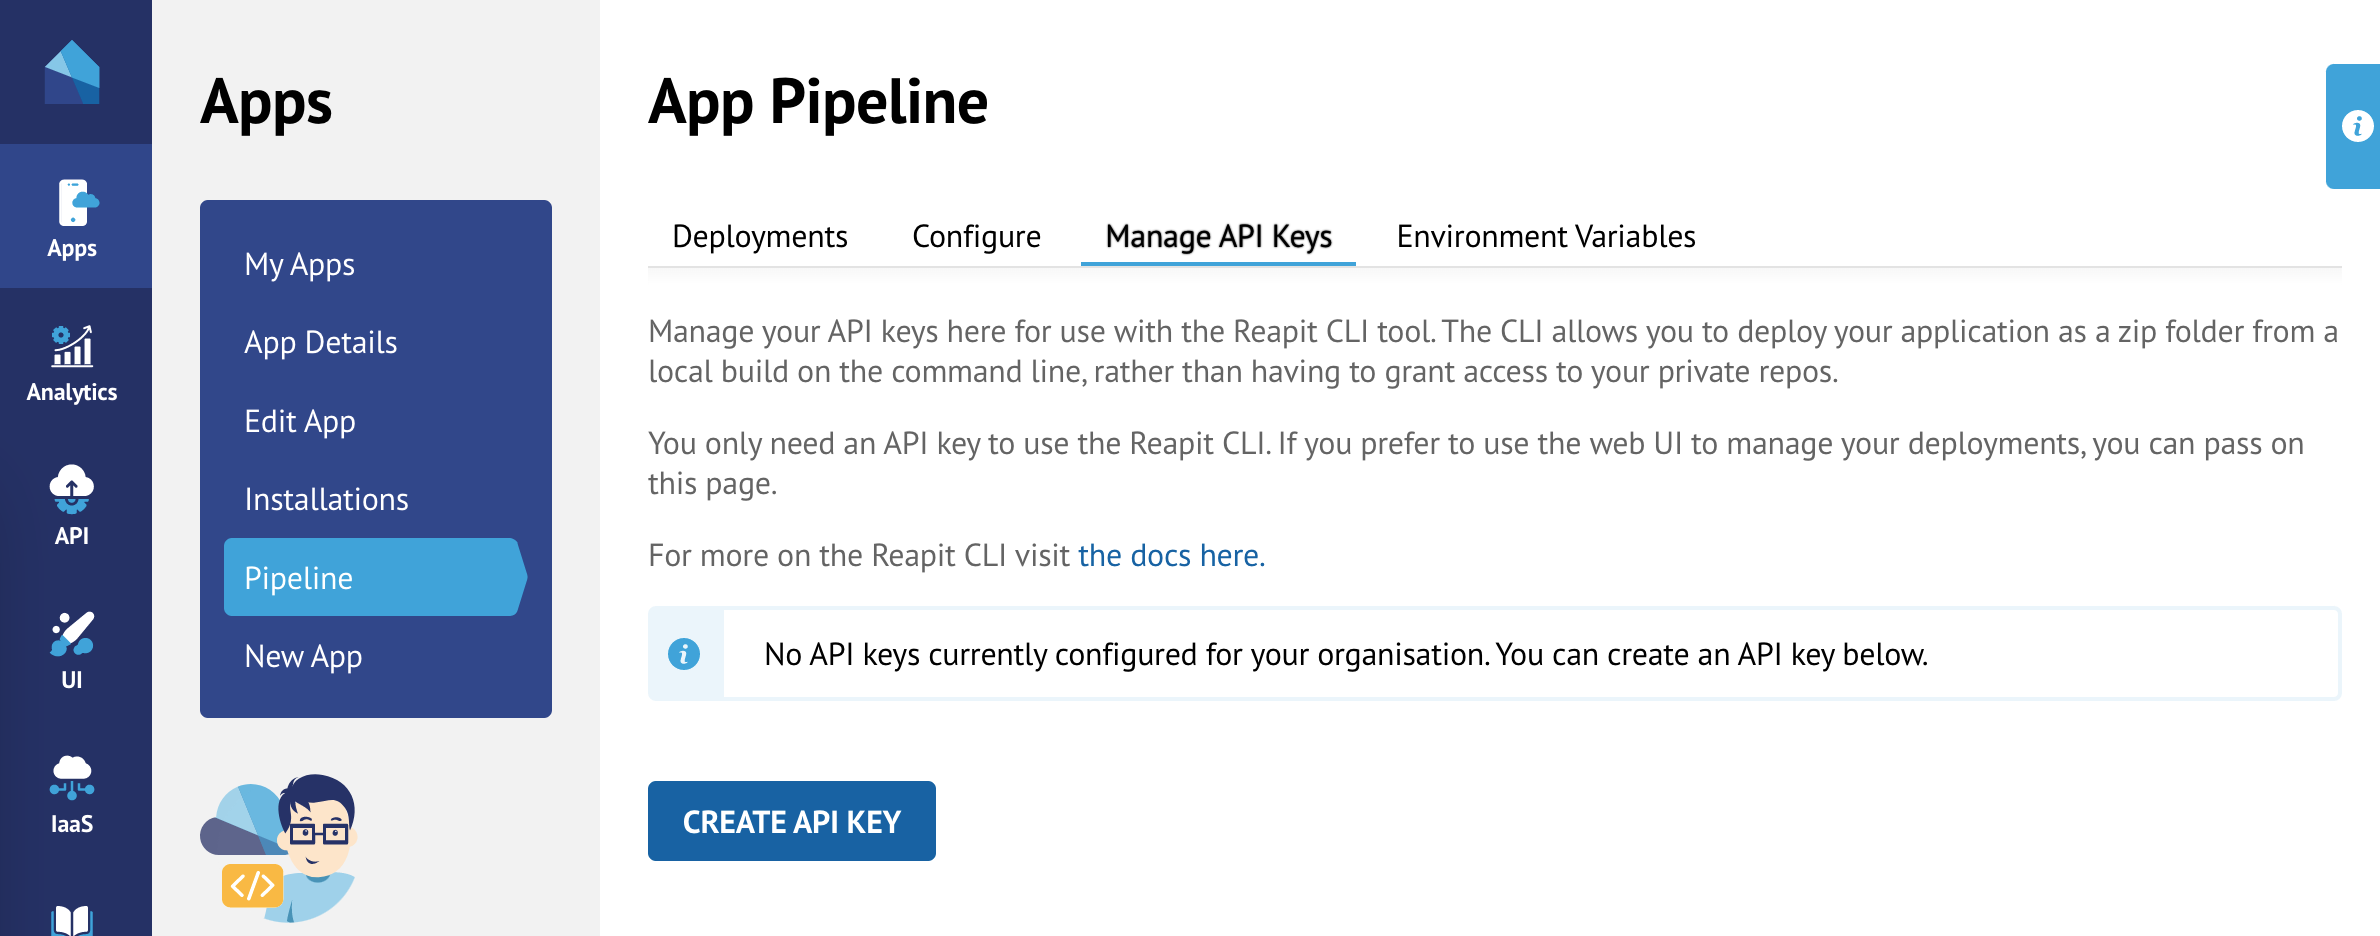 Apps
Analytics
API
UI
IaaS
Apps
My Apps
App Details
Edit App
Installations
Pipeline
New App
</>
App Pipeline
Deployments Configure Manage API Keys Environment Variables
Manage your API keys here for use with the Reapit CLI tool. The CLI allows you to deploy your application as a zip folder from a
local build on the command line, rather than having to grant access to your private repos.
You only need an API key to use the Reapit CLI. If you prefer to use the web UI to manage your deployments, you can pass on
this page.
For more on the Reapit CLI visit the docs here.
No API keys currently configured for your organisation. You can create an API key below.
CREATE API KEY